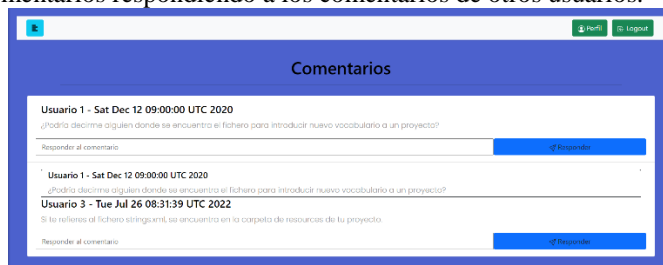 mentarios respondiendo a los comentarios de otros usuarios.
Perfil Logout
Comentarios
Usuario 1 - Sat Dec 12 09:00:00 UTC 2020
¿Podría decirme alguien donde se encuentra el fichero para introducir nuevo vocabulario a un proyecto?
Responder al comentario Responder
Usuario 1 - Sat Dec 12 09:00:00 UTC 2020
¿Podría decirme alguien donde se encuentra el fichero para introducir nuevo vocabulario a un proyecto?
Usuario 3 - Tue Jul 26 08:31:39 UTC 2022
Si te refieres al fichero strings.xml, se encuentra en la carpeta de resources de tu proyecto.
Responder al comentario Responder